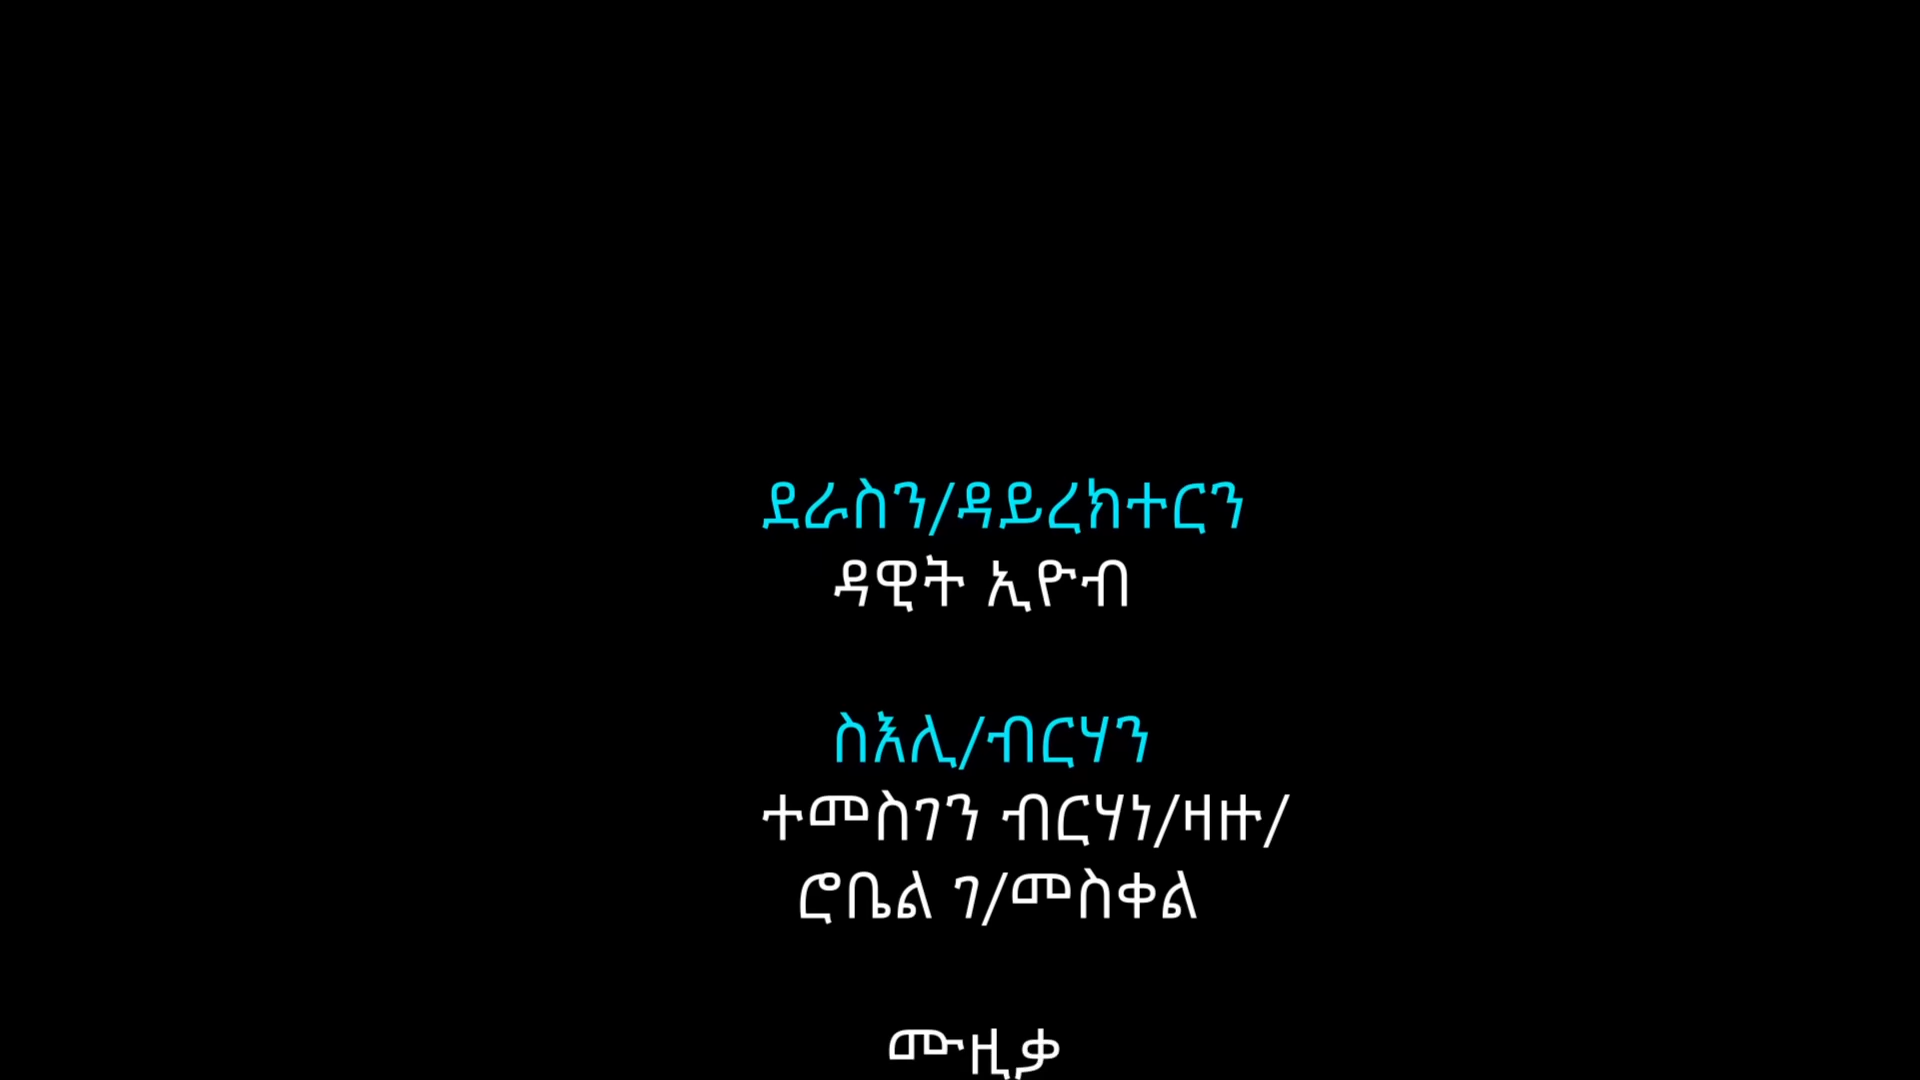 ደራስን/ዳይረክተርን
ዳዊት ኢዮብ
ስእሊ/ብርሃን
ተመስገን ብርሃነ/ዛዙ/
ሮቤል ገ/መስቀል
ሙዚቃ